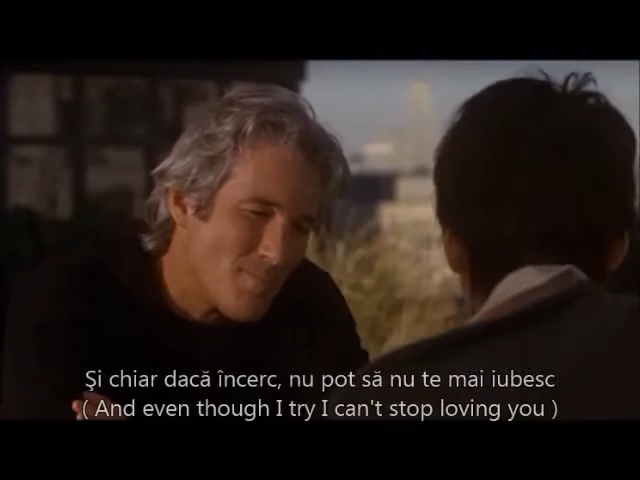 Şi chiar dacă încerc, nu pot să nu te mai iubesc
( And even though I try I can't stop loving you )